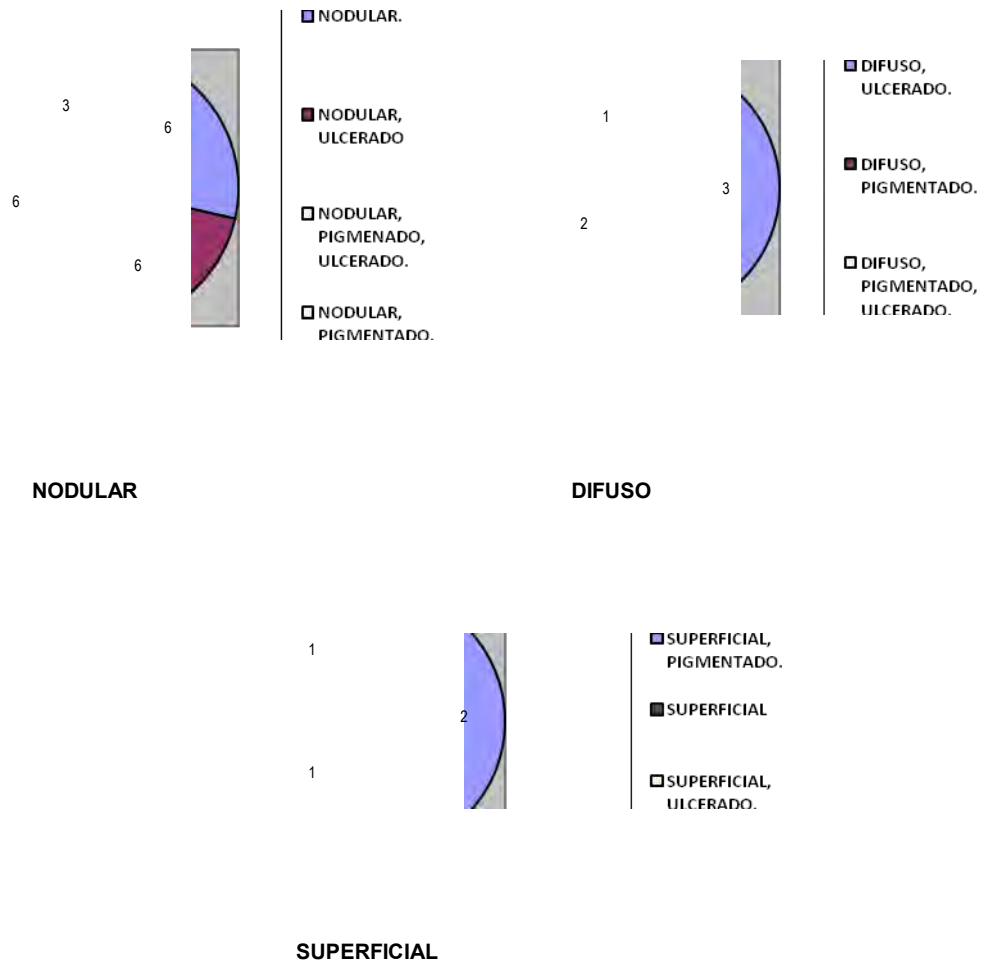 3
6
6
6
NODULAR.
NODULAR,
ULCERADO
NODULAR,
PIGMENADO,
ULCERADO.
NODULAR,
PIGMENTADO.
NODULAR
1
3
2
DIFUSO,
ULCERADO.
DIFUSO,
PIGMENTADO.
DIFUSO,
PIGMENTADO,
ULCERADO.
DIFUSO
1
2
1
SUPERFICIAL,
PIGMENTADO.
SUPERFICIAL
SUPERFICIAL,
ULCERADO.
SUPERFICIAL